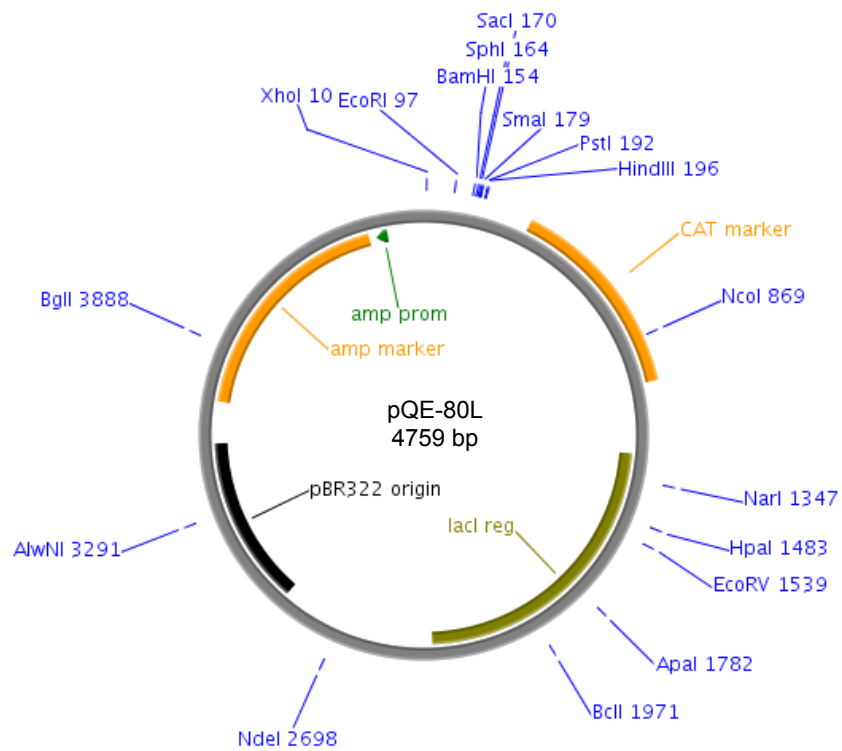 SacI 170
SphI 164
BamHI 154
XhoI 10
EcoRI 97
SmaI 179
PstI 192
HindIII 196
CAT marker
BglI 3888
NcoI 869
amp prom
amp marker
pQE-80L
4759 bp
pBR322 origin
NarI 1347
lacI reg
AlwNI 3291
HpaI 1483
EcoRV 1539
ApaI 1782
BclI 1971
NdeI 2698